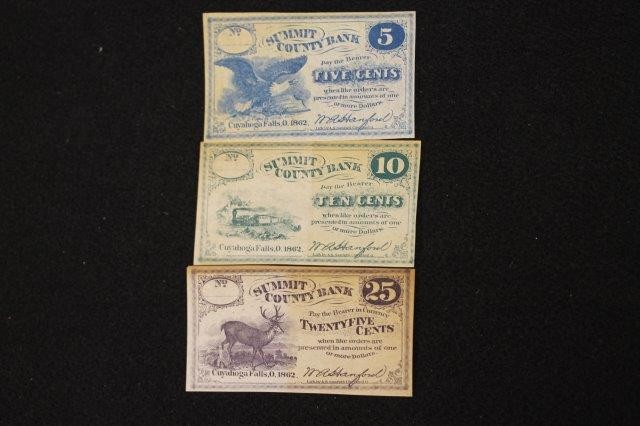 Nº
SUMMIT
COUNTY BANK
5
Pay the Bearer
FIVE CENTS
when like orders are
presented in amounts of one
or more Dollars.
Cuyahoga Falls, O. 1862.
W A Hanford
Nº
SUMMIT
COUNTY BANK
10
Pay the Bearer
TEN CENTS
when like orders are
presented in amounts of one
or more Dollars.
Cuyahoga Falls, O. 1862.
W A Hanford
Nº
SUMMIT
COUNTY BANK
25
Pay the Bearer in Currency
TWENTYFIVE
CENTS
when like orders are
presented in amounts of one
or more Dollars.
Cuyahoga Falls, O. 1862.
W A Hanford